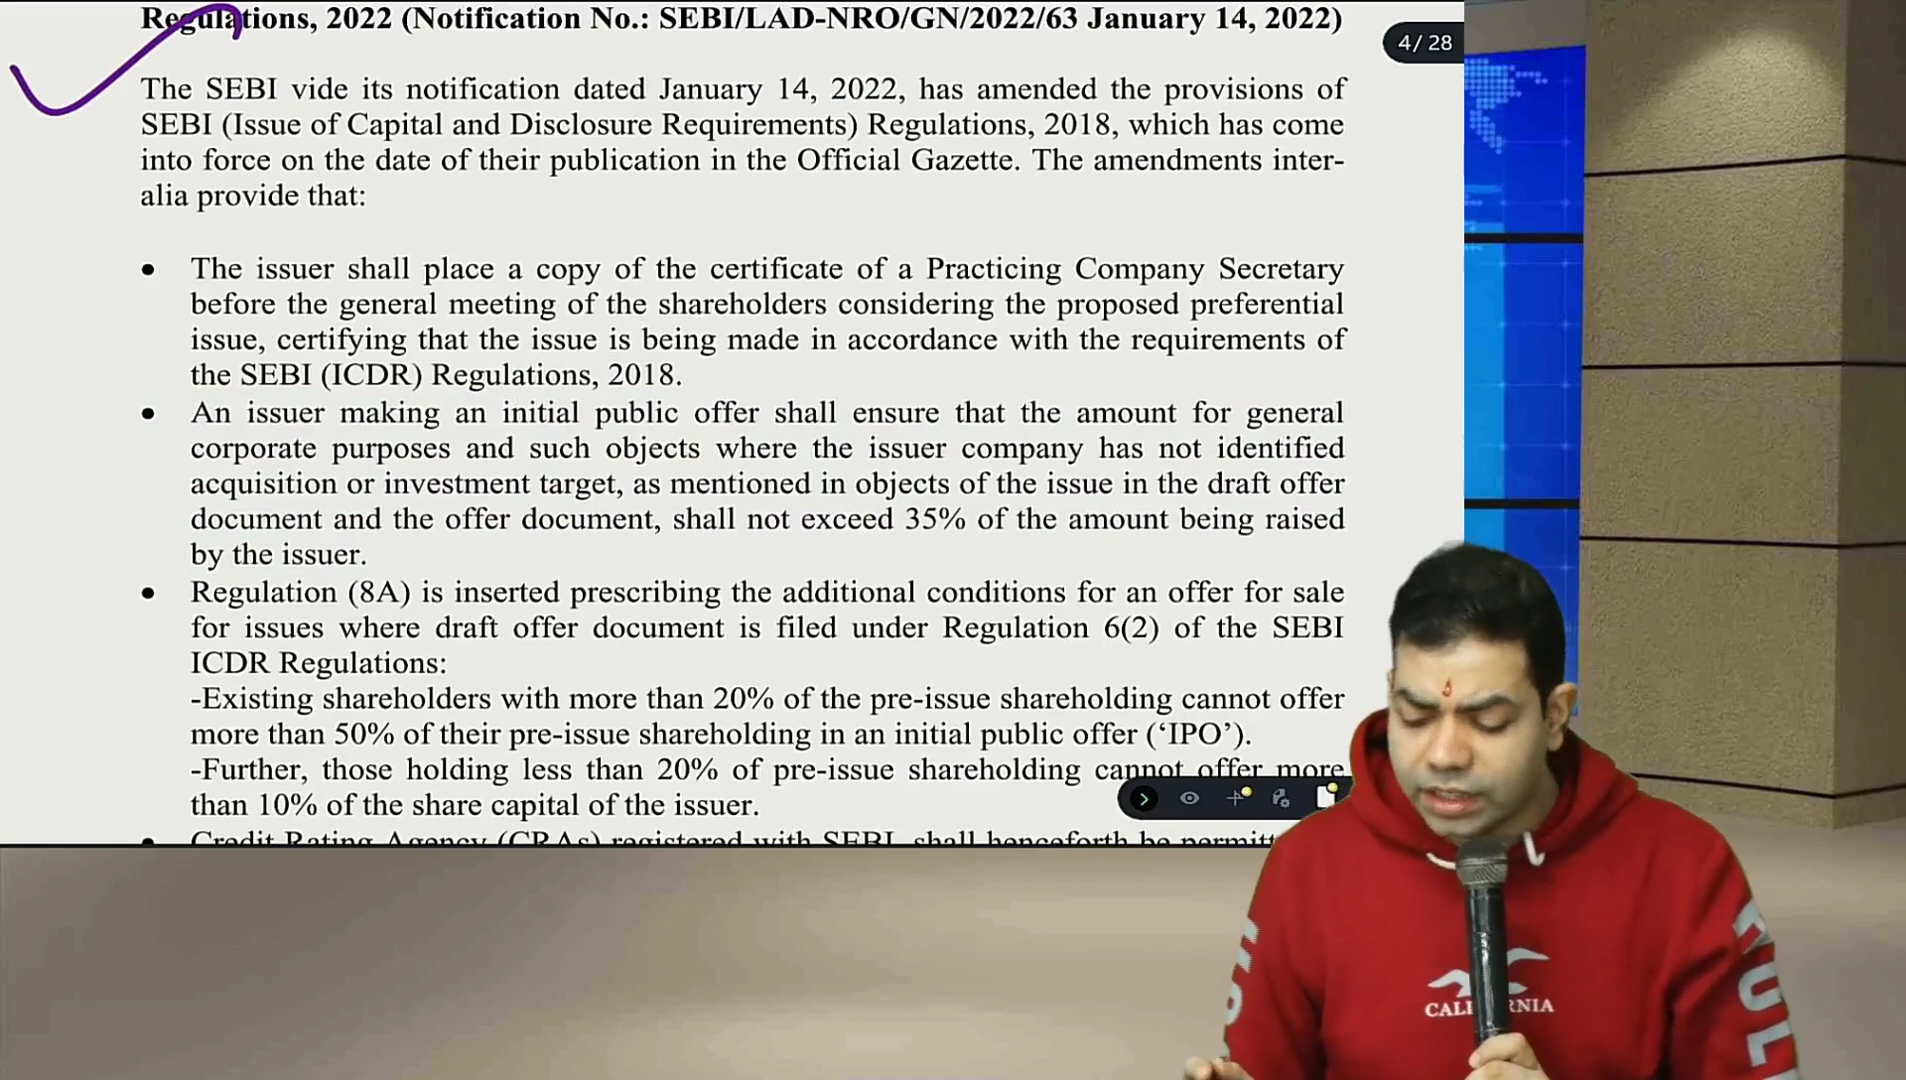 Regulations, 2022 (Notification No.: SEBI/LAD-NRO/GN/2022/63 January 14, 2022)
4/ 28
The SEBI vide its notification dated January 14, 2022, has amended the provisions of
SEBI (Issue of Capital and Disclosure Requirements) Regulations, 2018, which has come
into force on the date of their publication in the Official Gazette. The amendments inter-
alia provide that:
• The issuer shall place a copy of the certificate of a Practicing Company Secretary
before the general meeting of the shareholders considering the proposed preferential
issue, certifying that the issue is being made in accordance with the requirements of
the SEBI (ICDR) Regulations, 2018.
• An issuer making an initial public offer shall ensure that the amount for general
corporate purposes and such objects where the issuer company has not identified
acquisition or investment target, as mentioned in objects of the issue in the draft offer
document and the offer document, shall not exceed 35% of the amount being raised
by the issuer.
• Regulation (8A) is inserted prescribing the additional conditions for an offer for sale
for issues where draft offer document is filed under Regulation 6(2) of the SEBI
ICDR Regulations:
-Existing shareholders with more than 20% of the pre-issue shareholding cannot offer
more than 50% of their pre-issue shareholding in an initial public offer (‘IPO’).
-Further, those holding less than 20% of pre-issue shareholding cannot offer more
than 10% of the share capital of the issuer.
• Credit Rating Agency (CRAs) registered with SEBI, shall henceforth be